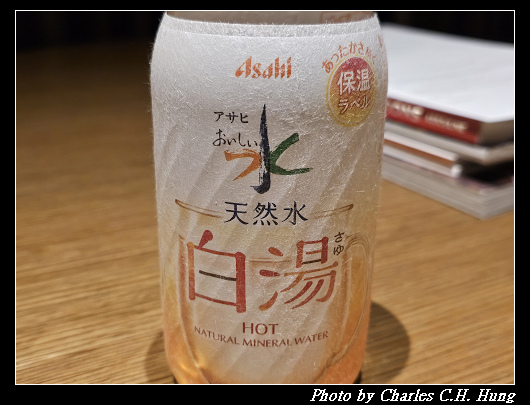 Asahi
あったかさ
保温
ラベル
アサヒ
おいしい
水
天然水
白湯
さゆ
HOT
NATURAL MINERAL WATER
Photo by Charles C.H. Hung